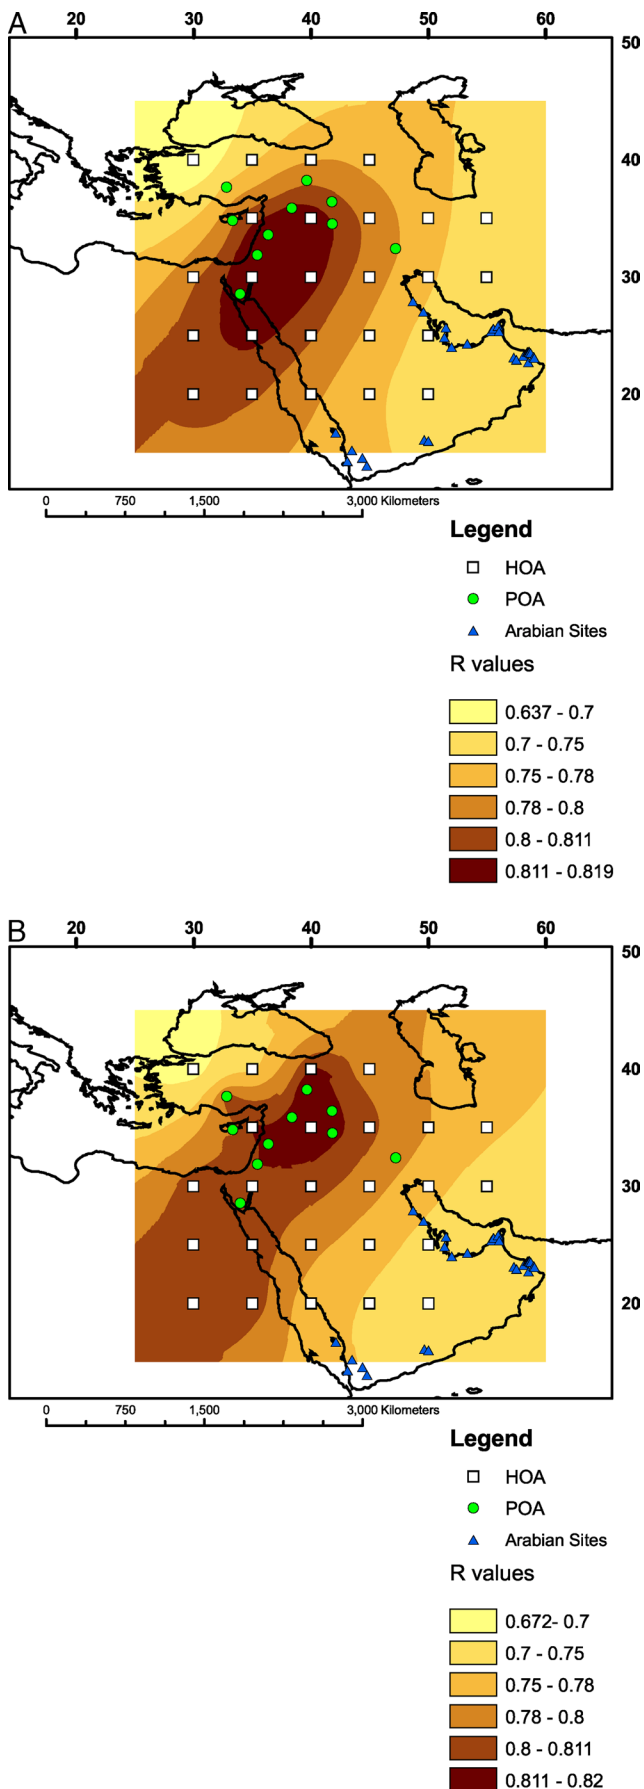 A
20 30 40 50 60
50
40
30
20
0 750 1,500 3,000 Kilometers
Legend
HOA
POA
Arabian Sites
R values
0.637 - 0.7
0.7 - 0.75
0.75 - 0.78
0.78 - 0.8
0.8 - 0.811
0.811 - 0.819
B
20 30 40 50 60
50
40
30
20
0 750 1,500 3,000 Kilometers
Legend
HOA
POA
Arabian Sites
R values
0.672- 0.7
0.7 - 0.75
0.75 - 0.78
0.78 - 0.8
0.8 - 0.811
0.811 - 0.82